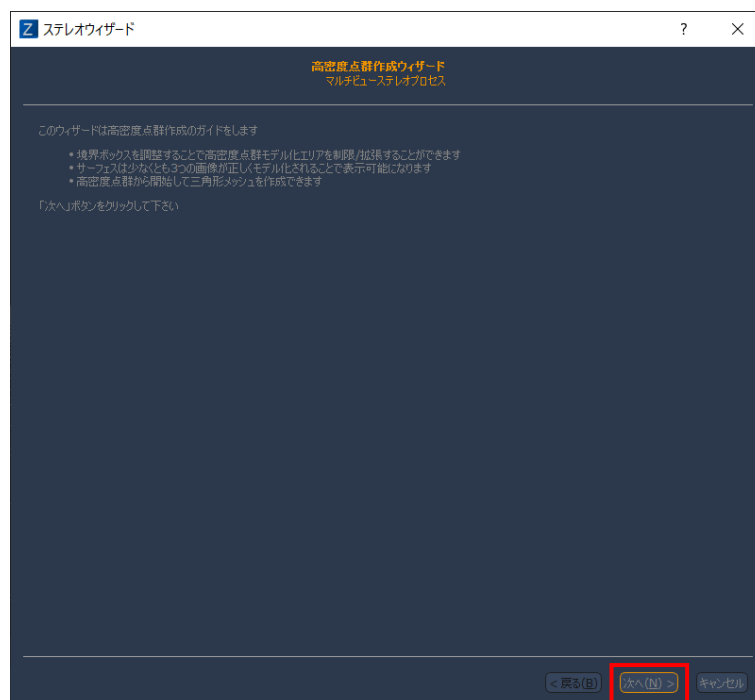 Z ステレオウィザード ? ×
高密度点群作成ウィザード
マルチビューステレオプロセス
このウィザードは高密度点群作成のガイドをします
• 境界ボックスを調整することで高密度点群モデル化エリアを制限/拡張することができます
• サーフェスは少なくとも3つの画像が正しくモデル化されることで表示可能になります
• 高密度点群から開始して三角形メッシュを作成できます
「次へ」ボタンをクリックして下さい
< 戻る(B) 次へ(N) > キャンセル